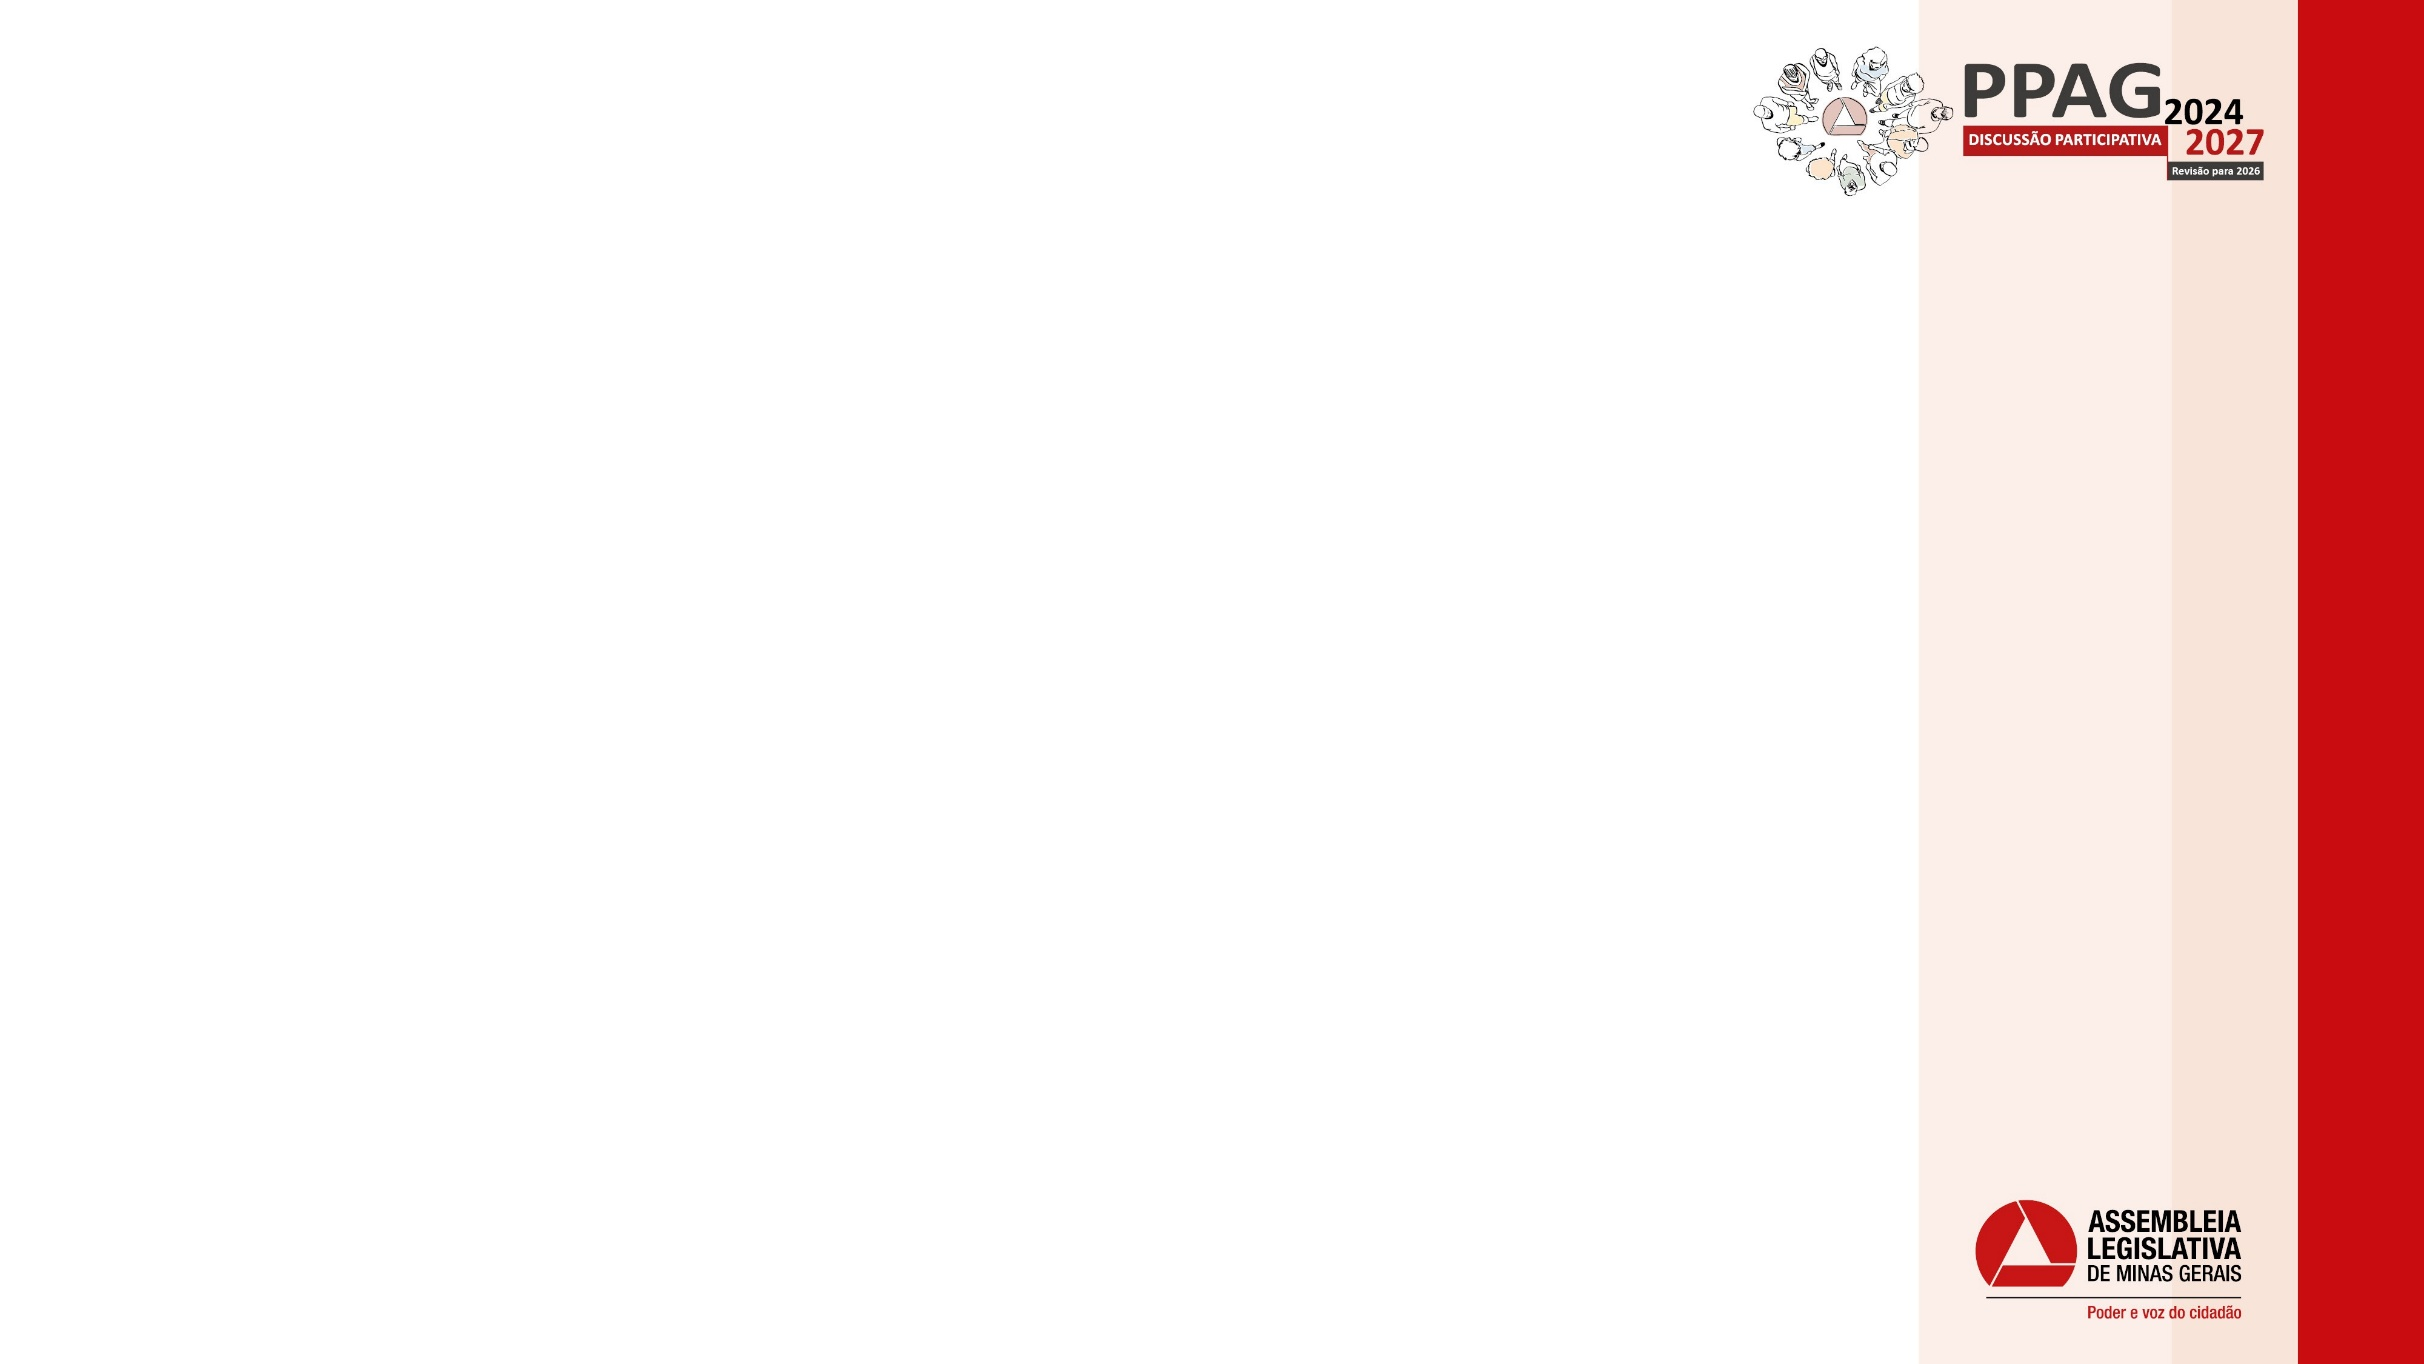 PPAG
2024
DISCUSSÃO PARTICIPATIVA
2027
Revisão para 2026
ASSEMBLEIA
LEGISLATIVA
DE MINAS GERAIS
Poder e voz do cidadão